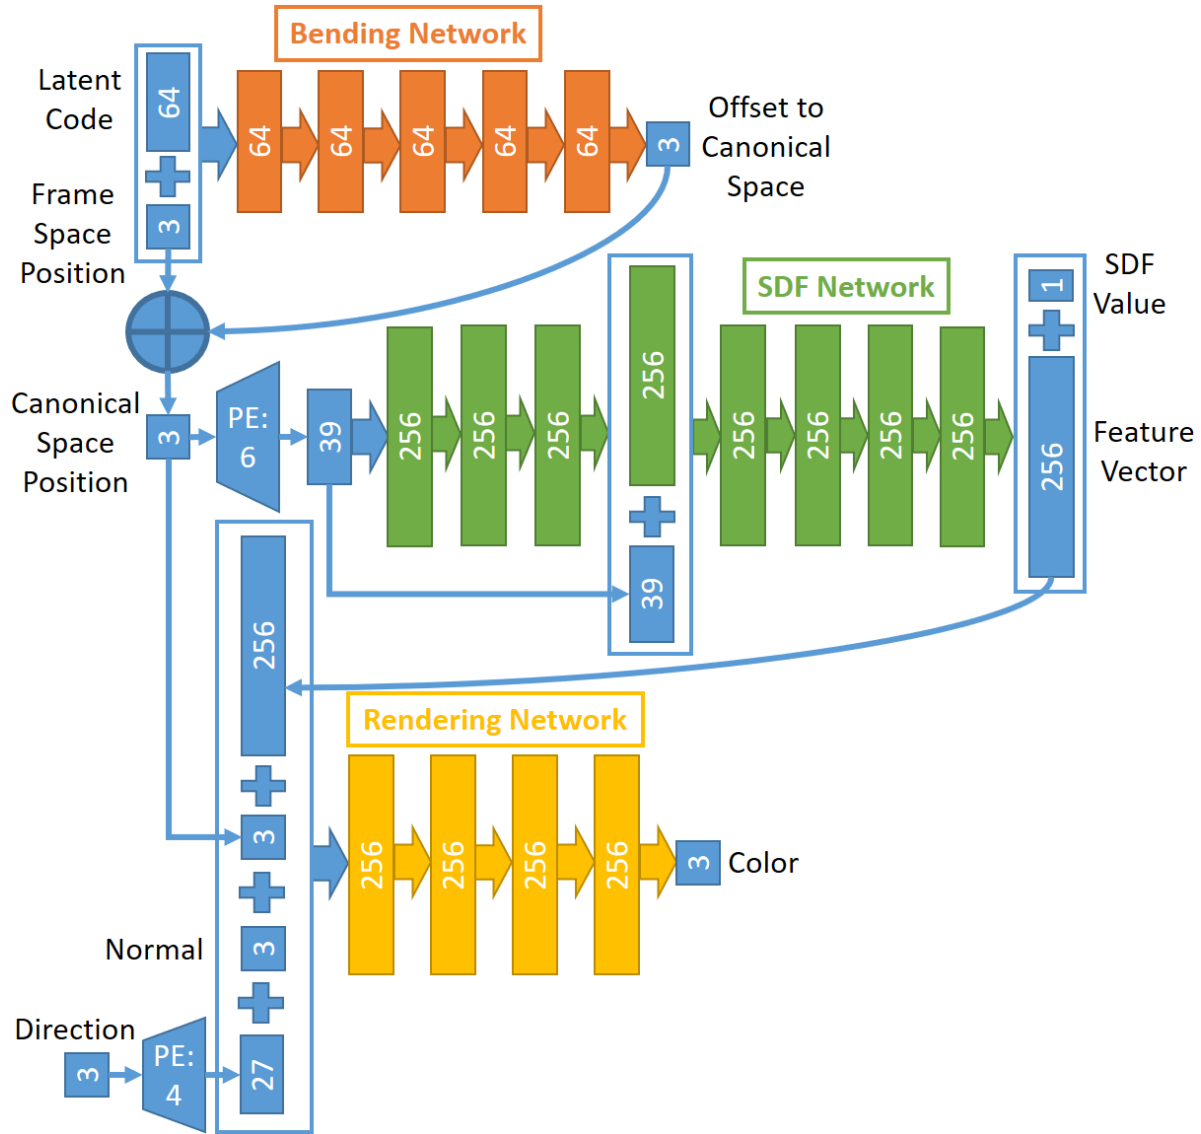 Bending Network
Latent
Code
64
Frame
Space
Position
3
64
64
64
64
64
3
Offset to
Canonical
Space
SDF Network
Canonical
Space
Position
3
PE:
6
39
256
256
256
256
39
256
256
256
256
1
SDF
Value
256
Feature
Vector
Rendering Network
256
3
Normal
3
Direction
3
PE:
4
27
256
256
256
256
3
Color